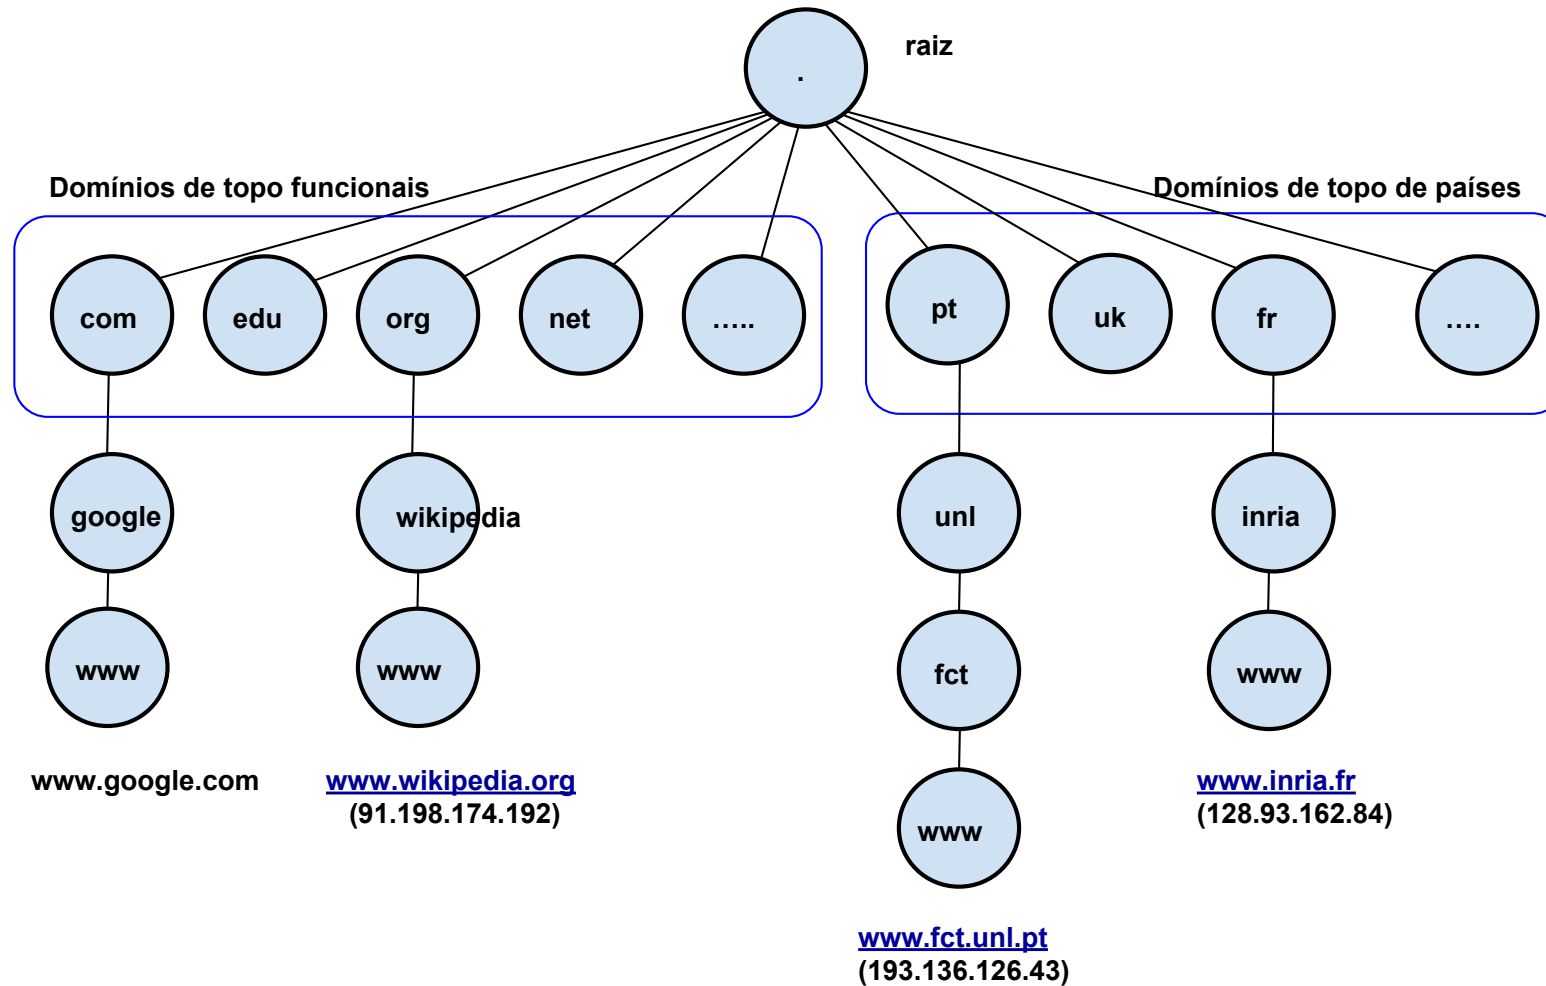 .
raiz
Domínios de topo funcionais
Domínios de topo de países
com
edu
org
net
…..
pt
uk
fr
….
google
wikipedia
unl
inria
www
www
fct
www
www.google.com
www.wikipedia.org
(91.198.174.192)
www.inria.fr
(128.93.162.84)
www
www.fct.unl.pt
(193.136.126.43)